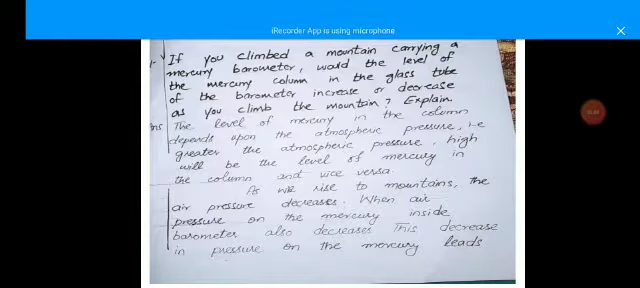 iRecorder App is using microphone
If you climbed a mountain carrying a
mercury barometer, would the level of
the mercury column in the glass tube
of the barometer increase or decrease
as you climb the mountain? Explain.
Ans The level of mercury in the column
depends upon the atmospheric pressure, i.e
greater the atmospheric pressure, high
will be the level of mercury in
the column and vice versa.
As we rise to mountains, the
air pressure decreases. When air
pressure on the mercury inside
barometer also decreases This decrease
in pressure on the mercury leads